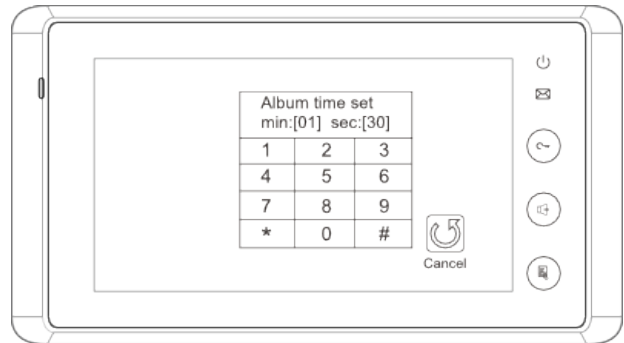 Album time set
min:[01] sec:[30]
1 2 3
4 5 6
7 8 9
* 0 #
Cancel